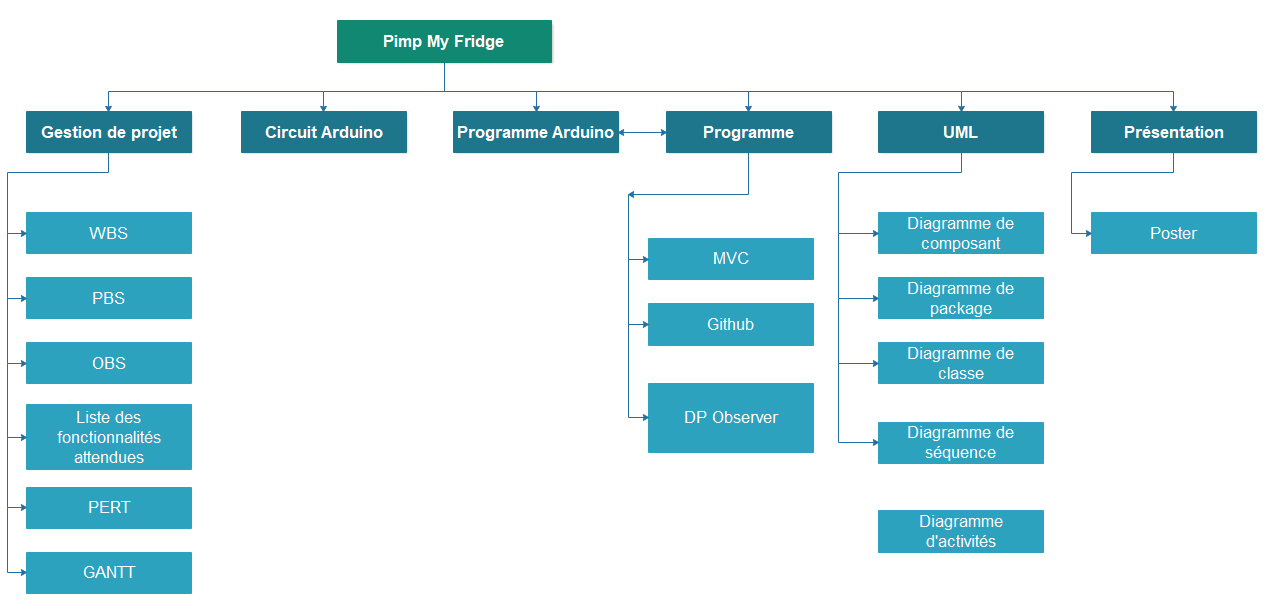 Pimp My Fridge
Gestion de projet
Circuit Arduino
Programme Arduino
Programme
UML
Présentation
WBS
PBS
OBS
Liste des
fonctionnalités
attendues
PERT
GANTT
MVC
Github
DP Observer
Diagramme de
composant
Diagramme de
package
Diagramme de
classe
Diagramme de
séquence
Diagramme
d'activités
Poster